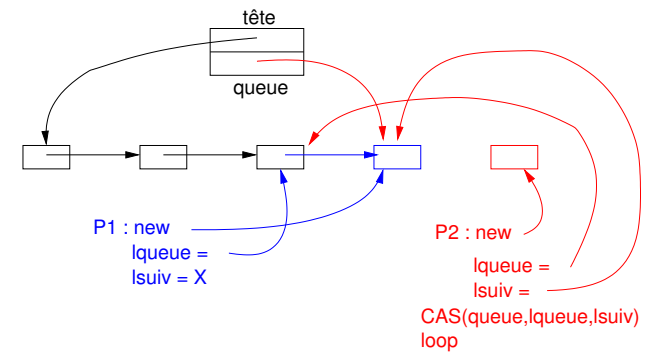 tête
queue
P1 : new
lqueue =
lsuiv = X
P2 : new
lqueue =
lsuiv =
CAS(queue,lqueue,lsuiv)
loop